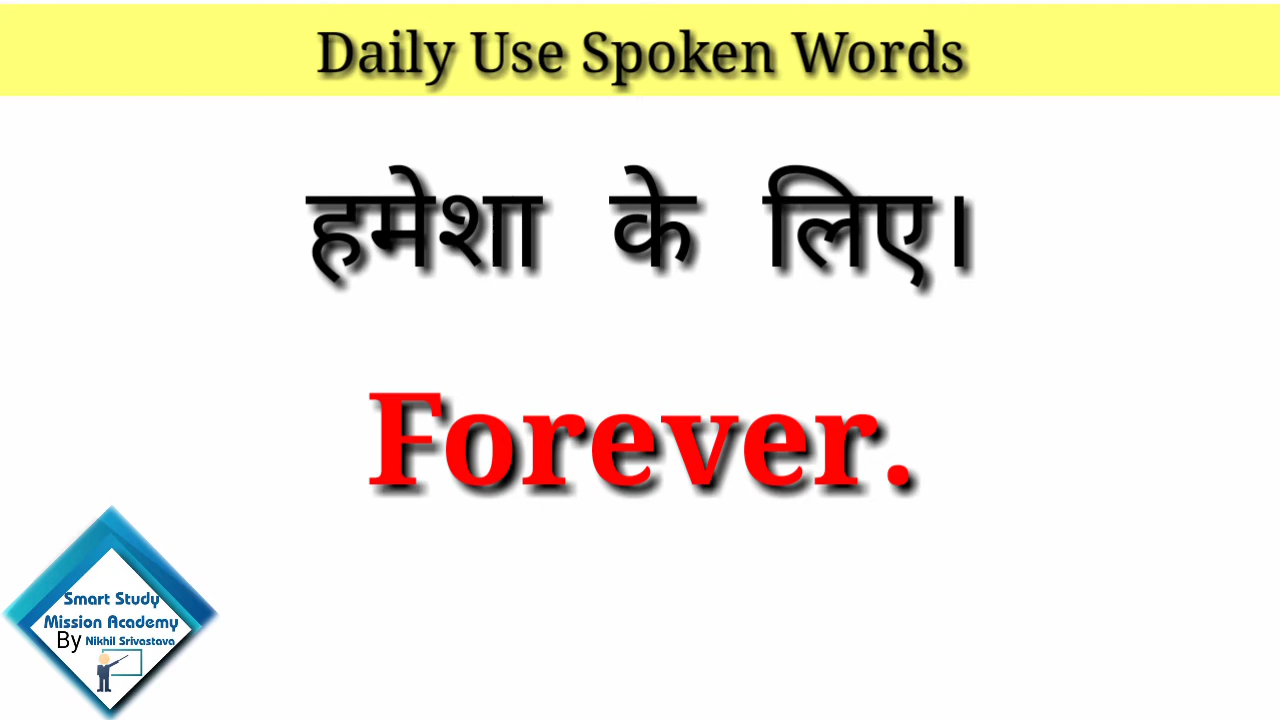 Daily Use Spoken Words
हमेशा के लिए।
Forever.
Smart Study
Mission Academy
By Nikhil Srivastava